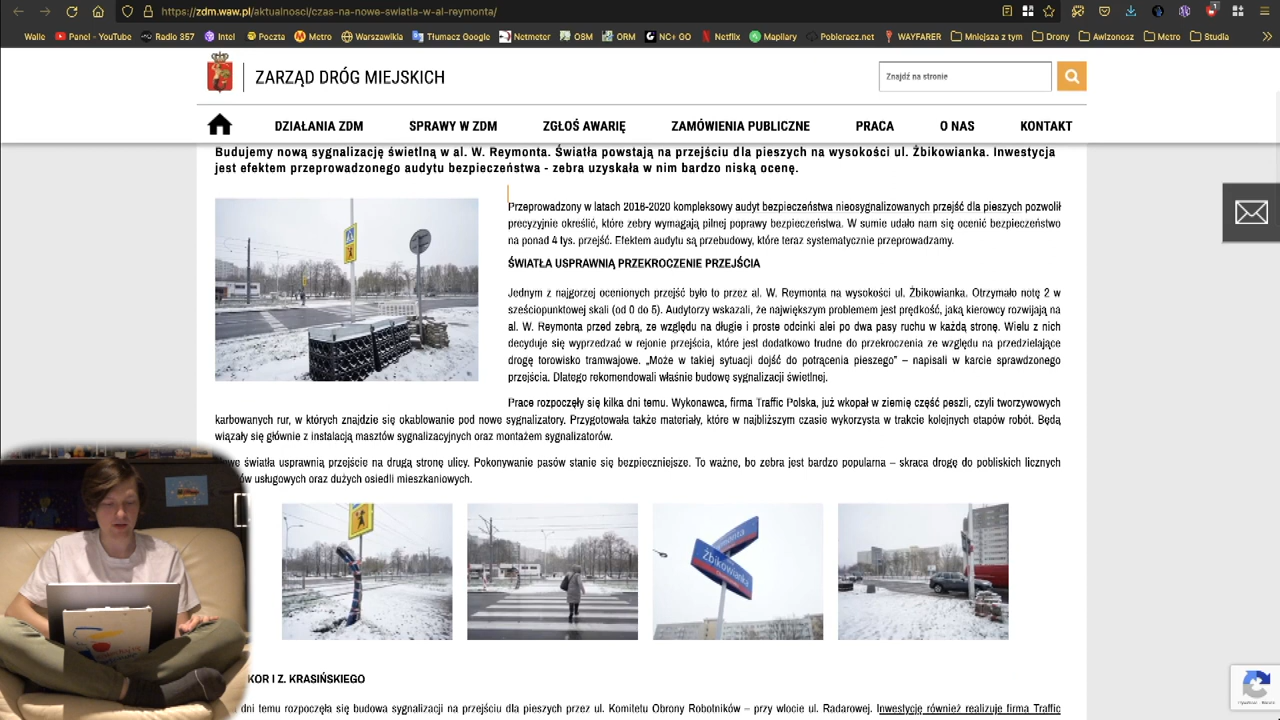 https://zdm.waw.pl/aktualnosci/zmiana-swiatel-w-al-reymonta/
Walle Panel - YouTube Radio 357 Intel Poczta Metro Warszawikia Tłumacz Google Netmeter OSM ORM NC+ GO Netflix Mapilary Pobieracz.net WAYFARER Mniejsza z domu Kontakt Awizonosz Metro Studia
ZARZĄD DRÓG MIEJSKICH
Znajdź na stronie
DZIAŁANIA ZDM SPRAWY W ZDM ZGŁOŚ AWARIĘ ZAMÓWIENIA PUBLICZNE PRACA O NAS KONTAKT
Budujemy nową sygnalizację świetlną w al. W. Reymonta. Światła powstają na przejściu dla pieszych na wysokości ul. Żbikowianka. Inwestycja
jest efektem przeprowadzonego audytu bezpieczeństwa - zebra uzyskała w nim bardzo niską ocenę.
Przeprowadzony w latach 2016-2020 kompleksowy audyt bezpieczeństwa nieosygnalizowanych przejść dla pieszych pozwolił
precyzyjnie określić, które zebry wymagają pilnej poprawy bezpieczeństwa. W sumie udało nam się ocenić bezpieczeństwo
na ponad 4 tys. przejść. Efektem audytu są przebudowy, które teraz systematycznie przeprowadzamy.
ŚWIATŁA USPRAWNIĄ PRZEKROCZENIE PRZEJŚCIA
Jednym z najgorzej ocenionych przejść było to przez al. W. Reymonta na wysokości ul. Żbikowianka. Otrzymało notę 2 w
sześciopunktowej skali (od 0 do 5). Audytorzy wskazali, że największym problemem jest prędkość, jaką kierowcy rozwijają na
al. W. Reymonta przed zebrą, ze względu na długie i proste odcinki alei po dwa pasy ruchu w każdą stronę. Wielu z nich
decyduje się wyprzedzać w rejonie przejścia, które jest dodatkowo trudne do przekroczenia ze względu na przedzielające
drogę torowisko tramwajowe. „Może w takiej sytuacji dojść do potrącenia pieszego” – napisali w karcie sprawdzonego
przejścia. Dlatego rekomendowali właśnie budowę sygnalizacji świetlnej.
Prace rozpoczęły się kilka dni temu. Wykonawca, firma Traffic Polska, już wkopał w ziemię część peszli, czyli tworzywowych
karbowanych rur, w których znajdzie się okablowanie pod nowe sygnalizatory. Przygotowała także materiały, które w najbliższym czasie wykorzysta w trakcie kolejnych etapów robót. Będą
wiązały się głównie z instalacją masztów sygnalizacyjnych oraz montażem sygnalizatorów.
światła usprawnią przejście na drugą stronę ulicy. Pokonywanie pasów stanie się bezpieczniejsze. To ważne, bo zebra jest bardzo popularna – skraca drogę do pobliskich licznych
usługowych oraz dużych osiedli mieszkaniowych.
Reymonta
Żbikowianka
KOR I Z. KRASIŃSKIEGO
dni temu rozpoczęła się budowa sygnalizacji na przejściu dla pieszych przez ul. Komitetu Obrony Robotników – przy wlocie ul. Radarowej. Inwestycję również realizuje firma Traffic